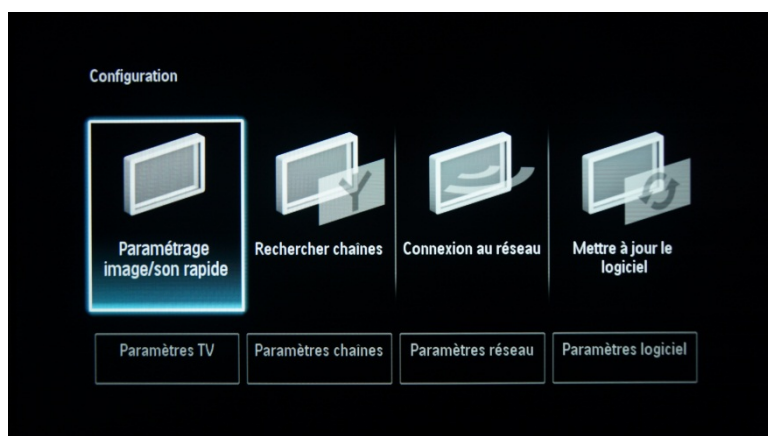 Configuration
Paramétrage
image/son rapide
Rechercher chaînes
Connexion au réseau
Mettre à jour le
logiciel
Paramètres TV
Paramètres chaines
Paramètres réseau
Paramètres logiciel